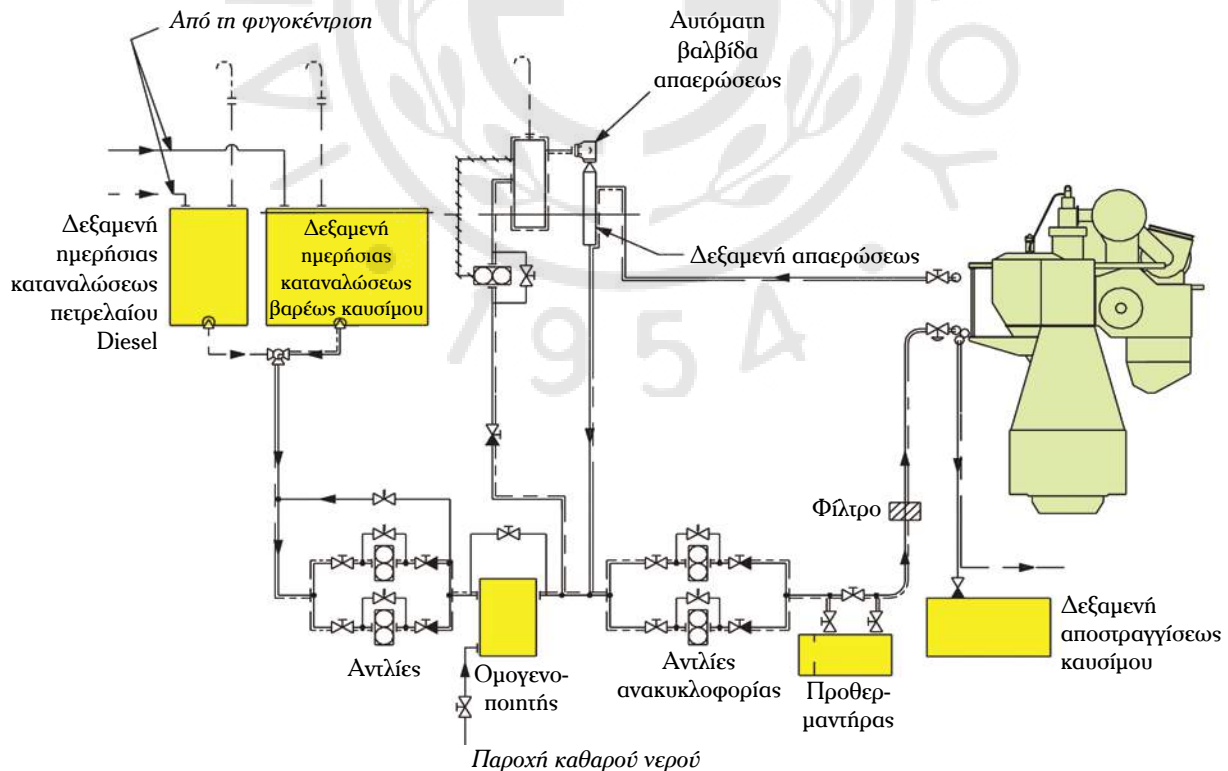 Από τη φυγοκέντριση
Αυτόματη
βαλβίδα
απαερώσεως
Δεξαμενή
ημερήσιας
καταναλώσεως
πετρελαίου
Diesel
Δεξαμενή
ημερήσιας
καταναλώσεως
βαρέως καυσίμου
Δεξαμενή απαερώσεως
Φίλτρο
Αντλίες
Ομογενο-
ποιητής
Αντλίες
ανακυκλοφορίας
Προθερ-
μαντήρας
Δεξαμενή
αποστραγγίσεως
καυσίμου
Παροχή καθαρού νερού
1954